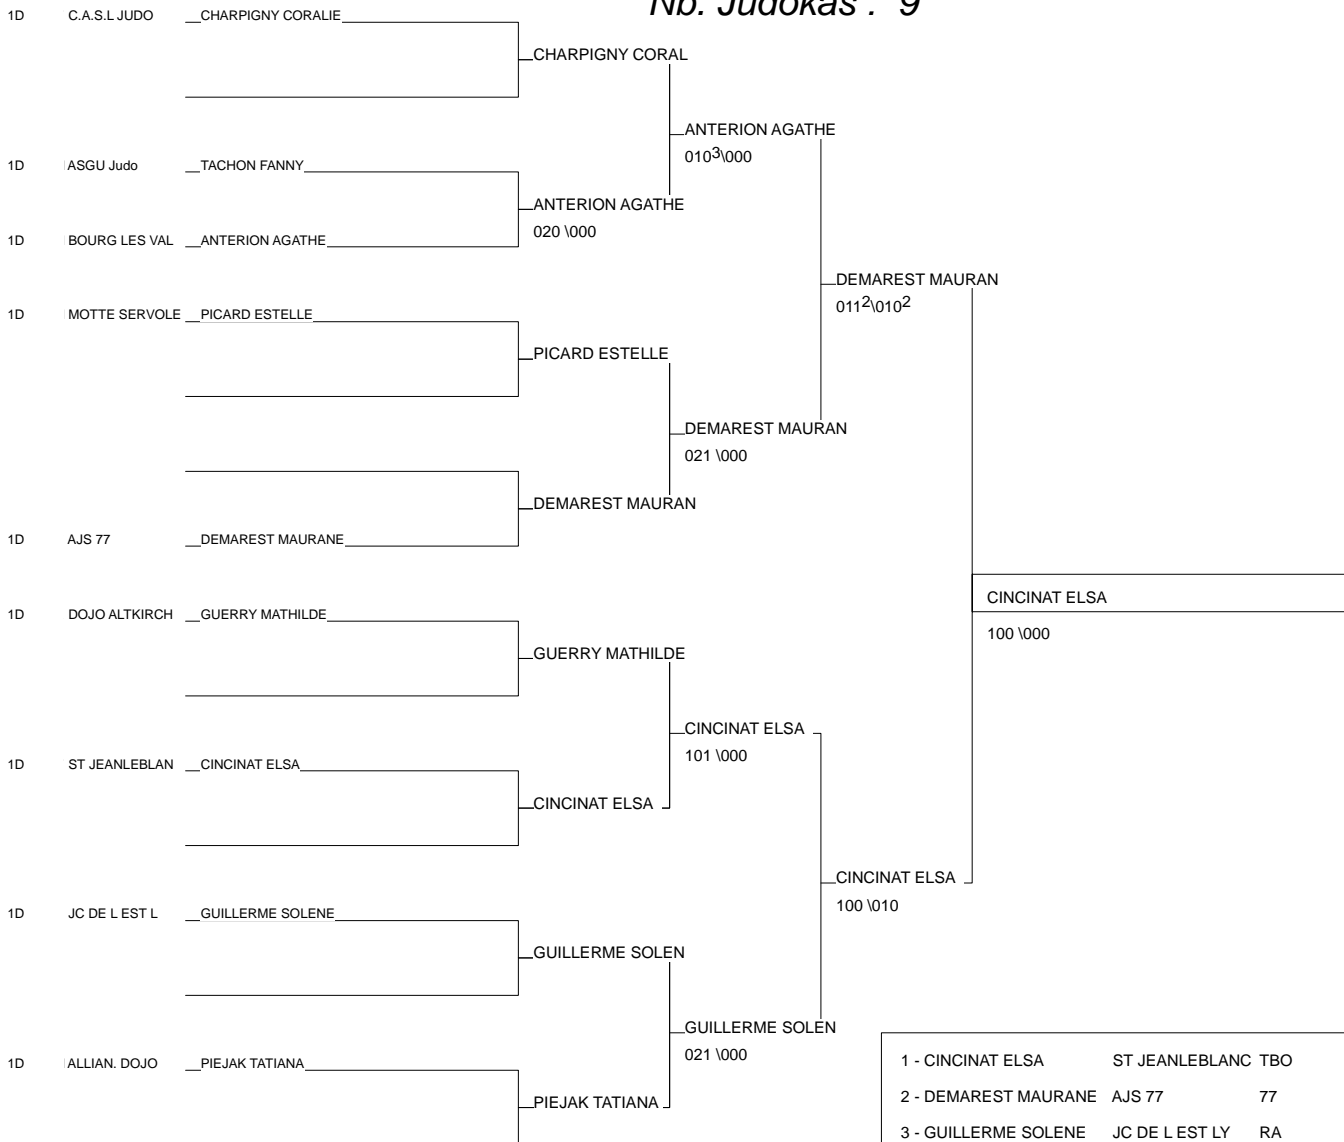 Nb. Judokas : 9
1D C.A.S.L JUDO CHARPIGNY CORALIE
CHARPIGNY CORAL
ANTERION AGATHE
010³\000
1D ASGU Judo TACHON FANNY
ANTERION AGATHE
020 \000
1D BOURG LES VAL ANTERION AGATHE
DEMAREST MAURAN
011²\010²
1D MOTTE SERVOLE PICARD ESTELLE
PICARD ESTELLE
DEMAREST MAURAN
021 \000
DEMAREST MAURAN
1D AJS 77 DEMAREST MAURANE
CINCINAT ELSA
100 \000
1D DOJO ALTKIRCH GUERRY MATHILDE
GUERRY MATHILDE
CINCINAT ELSA
101 \000
1D ST JEANLEBLAN CINCINAT ELSA
CINCINAT ELSA
CINCINAT ELSA
100 \010
1D JC DE L EST L GUILLERME SOLENE
GUILLERME SOLEN
GUILLERME SOLEN
021 \000
1D ALLIAN. DOJO PIEJAK TATIANA
PIEJAK TATIANA
1 - CINCINAT ELSA ST JEANLEBLANC TBO
2 - DEMAREST MAURANE AJS 77 77
3 - GUILLERME SOLENE JC DE L EST LY RA